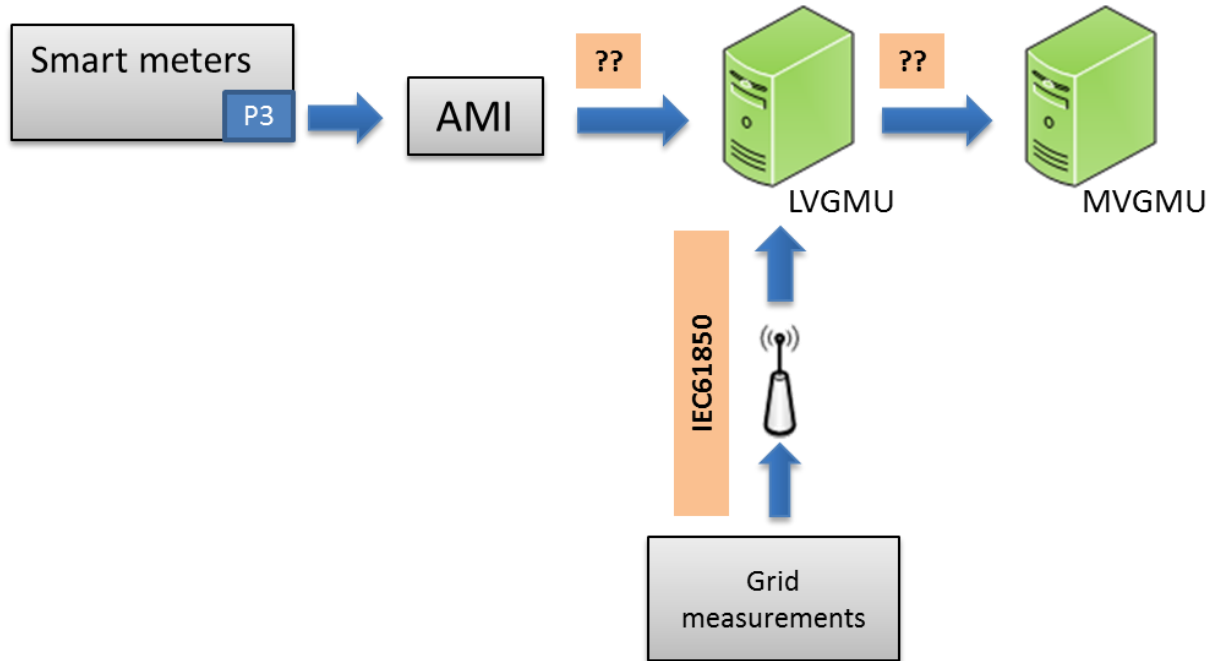 Smart meters
P3
AMI
??
LVGMU
??
MVGMU
IEC61850
Grid
measurements